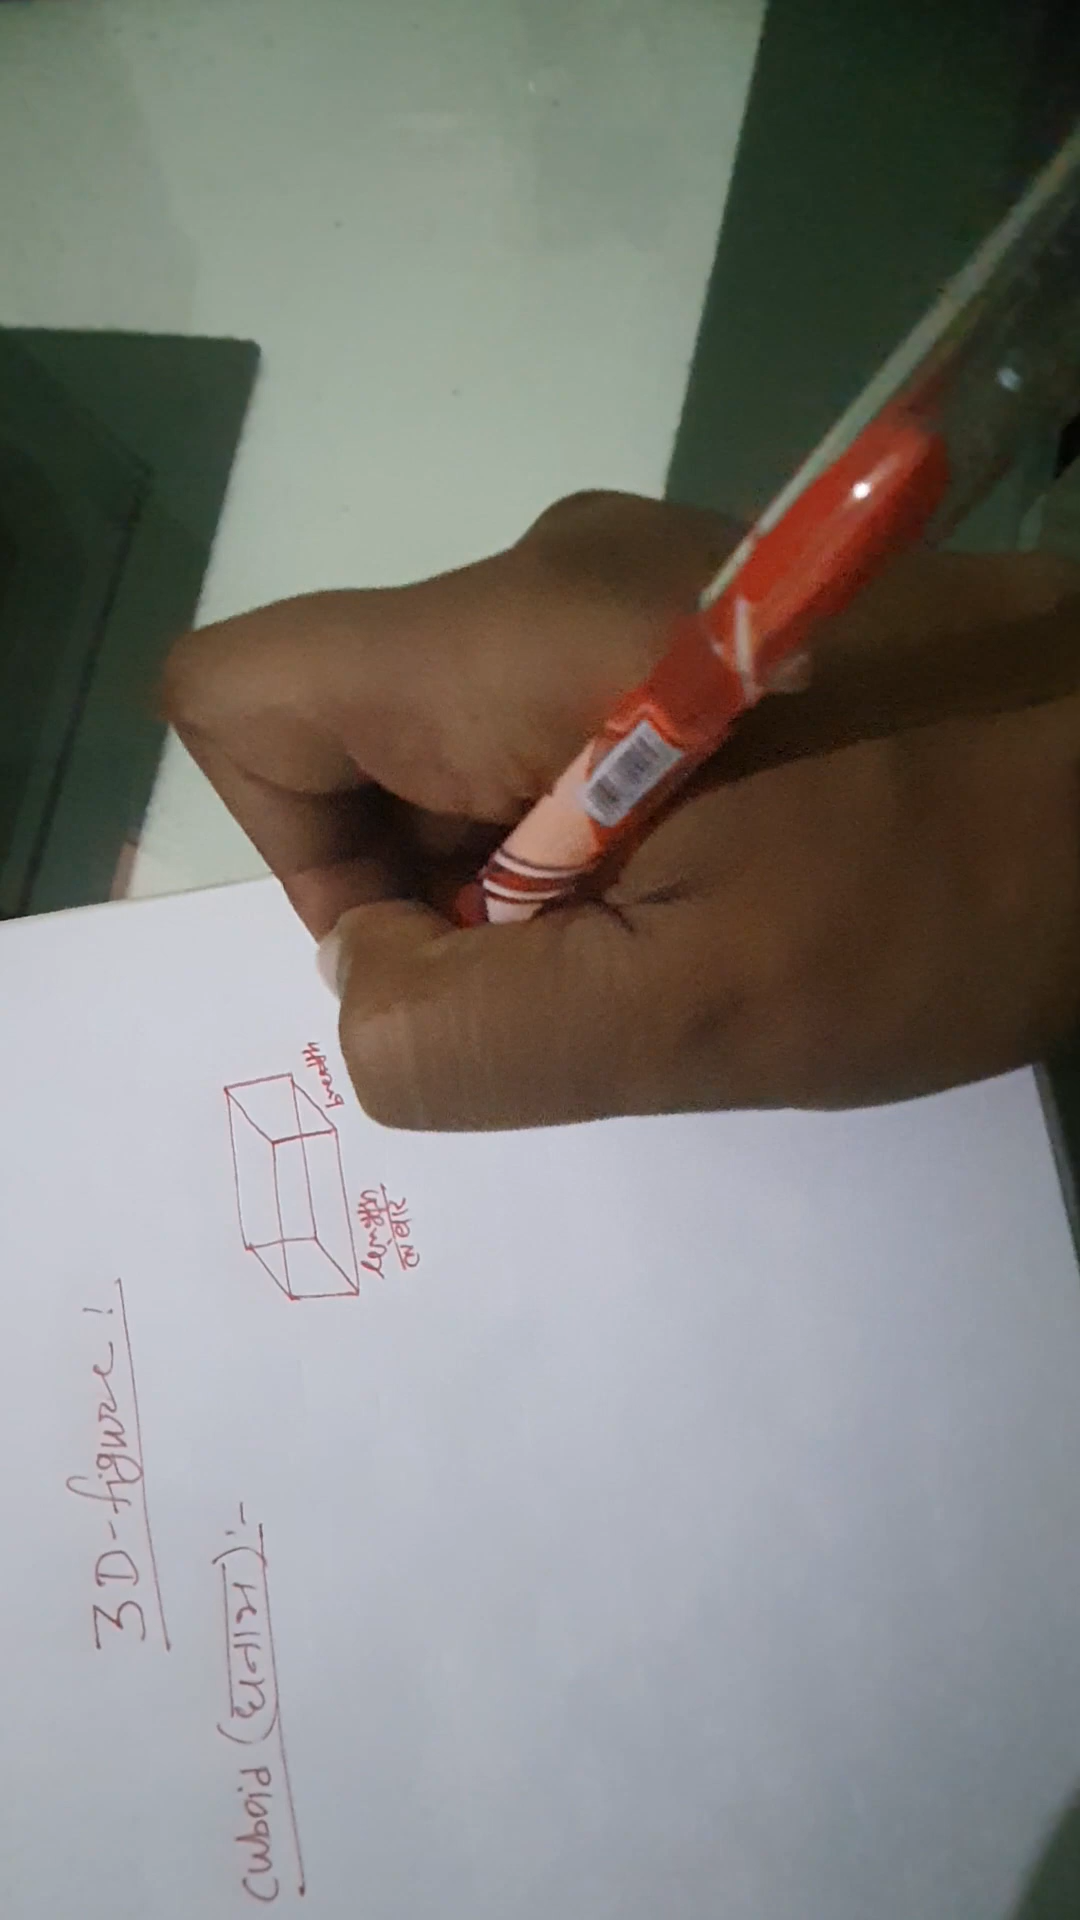 3D-figure!
Cuboid (घनाभ):-
breadth
length